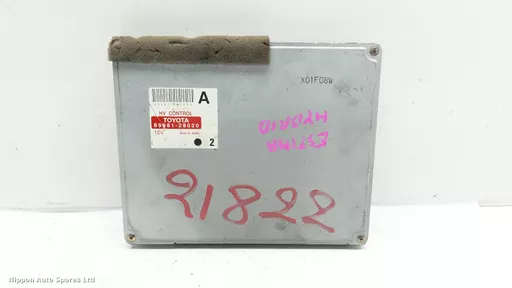 A
HV CONTROL
TOYOTA
89981-28020
12V
2
X01F08W
ESTIMA
HYBRID
21822
Nippon Auto Spares Ltd